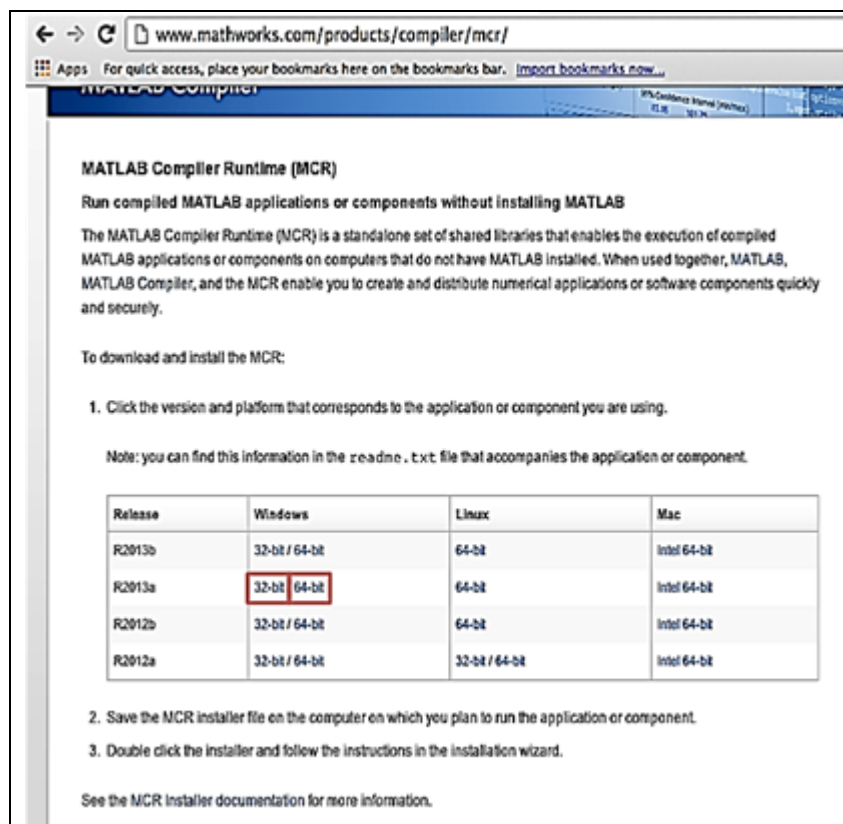 www.mathworks.com/products/compiler/mcr/
Apps For quick access, place your bookmarks here on the bookmarks bar. Import bookmarks now...
MATLAB Compiler
MATLAB Compiler Runtime (MCR)
Run compiled MATLAB applications or components without installing MATLAB
The MATLAB Compiler Runtime (MCR) is a standalone set of shared libraries that enables the execution of compiled
MATLAB applications or components on computers that do not have MATLAB installed. When used together, MATLAB,
MATLAB Compiler, and the MCR enable you to create and distribute numerical applications or software components quickly
and securely.
To download and install the MCR:
1. Click the version and platform that corresponds to the application or component you are using.
Note: you can find this information in the readme.txt file that accompanies the application or component.
Release Windows Linux Mac
R2013b 32-bit / 64-bit 64-bit Intel 64-bit
R2013a 32-bit 64-bit 64-bit Intel 64-bit
R2012b 32-bit / 64-bit 64-bit Intel 64-bit
R2012a 32-bit / 64-bit 32-bit / 64-bit Intel 64-bit
2. Save the MCR installer file on the computer on which you plan to run the application or component.
3. Double click the installer and follow the instructions in the installation wizard.
See the MCR Installer documentation for more information.